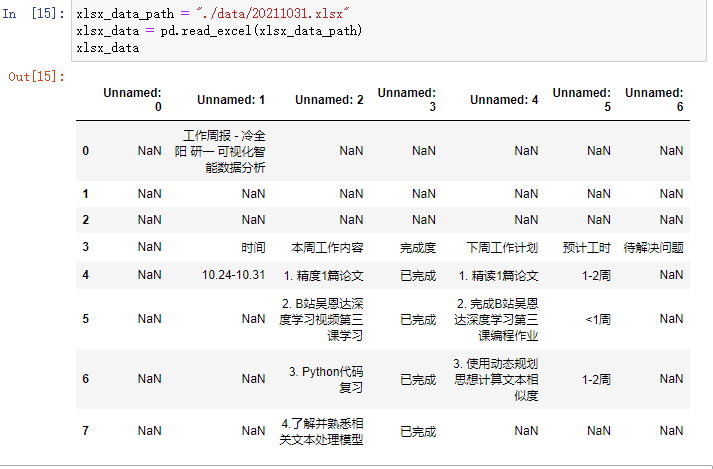 In [15]: xlsx_data_path = "./data/20211031.xlsx"
xlsx_data = pd.read_excel(xlsx_data_path)
xlsx_data
Out[15]:
Unnamed: 0 Unnamed: 1 Unnamed: 2 Unnamed: 3 Unnamed: 4 Unnamed: 5 Unnamed: 6
0 NaN 工作周报 - 冷全阳 研一 可视化智能数据分析 NaN NaN NaN NaN NaN
1 NaN NaN NaN NaN NaN NaN NaN
2 NaN NaN NaN NaN NaN NaN NaN
3 NaN 时间 本周工作内容 完成度 下周工作计划 预计工时 待解决问题
4 NaN 10.24-10.31 1. 精度1篇论文 已完成 1. 精读1篇论文 1-2周 NaN
5 NaN NaN 2. B站吴恩达深度学习视频第三课学习 已完成 2. 完成B站吴恩达深度学习第三课编程作业 <1周 NaN
6 NaN NaN 3. Python代码复习 已完成 3. 使用动态规划思想计算文本相似度 1-2周 NaN
7 NaN NaN 4.了解并熟悉相关文本处理模型 已完成 NaN NaN NaN